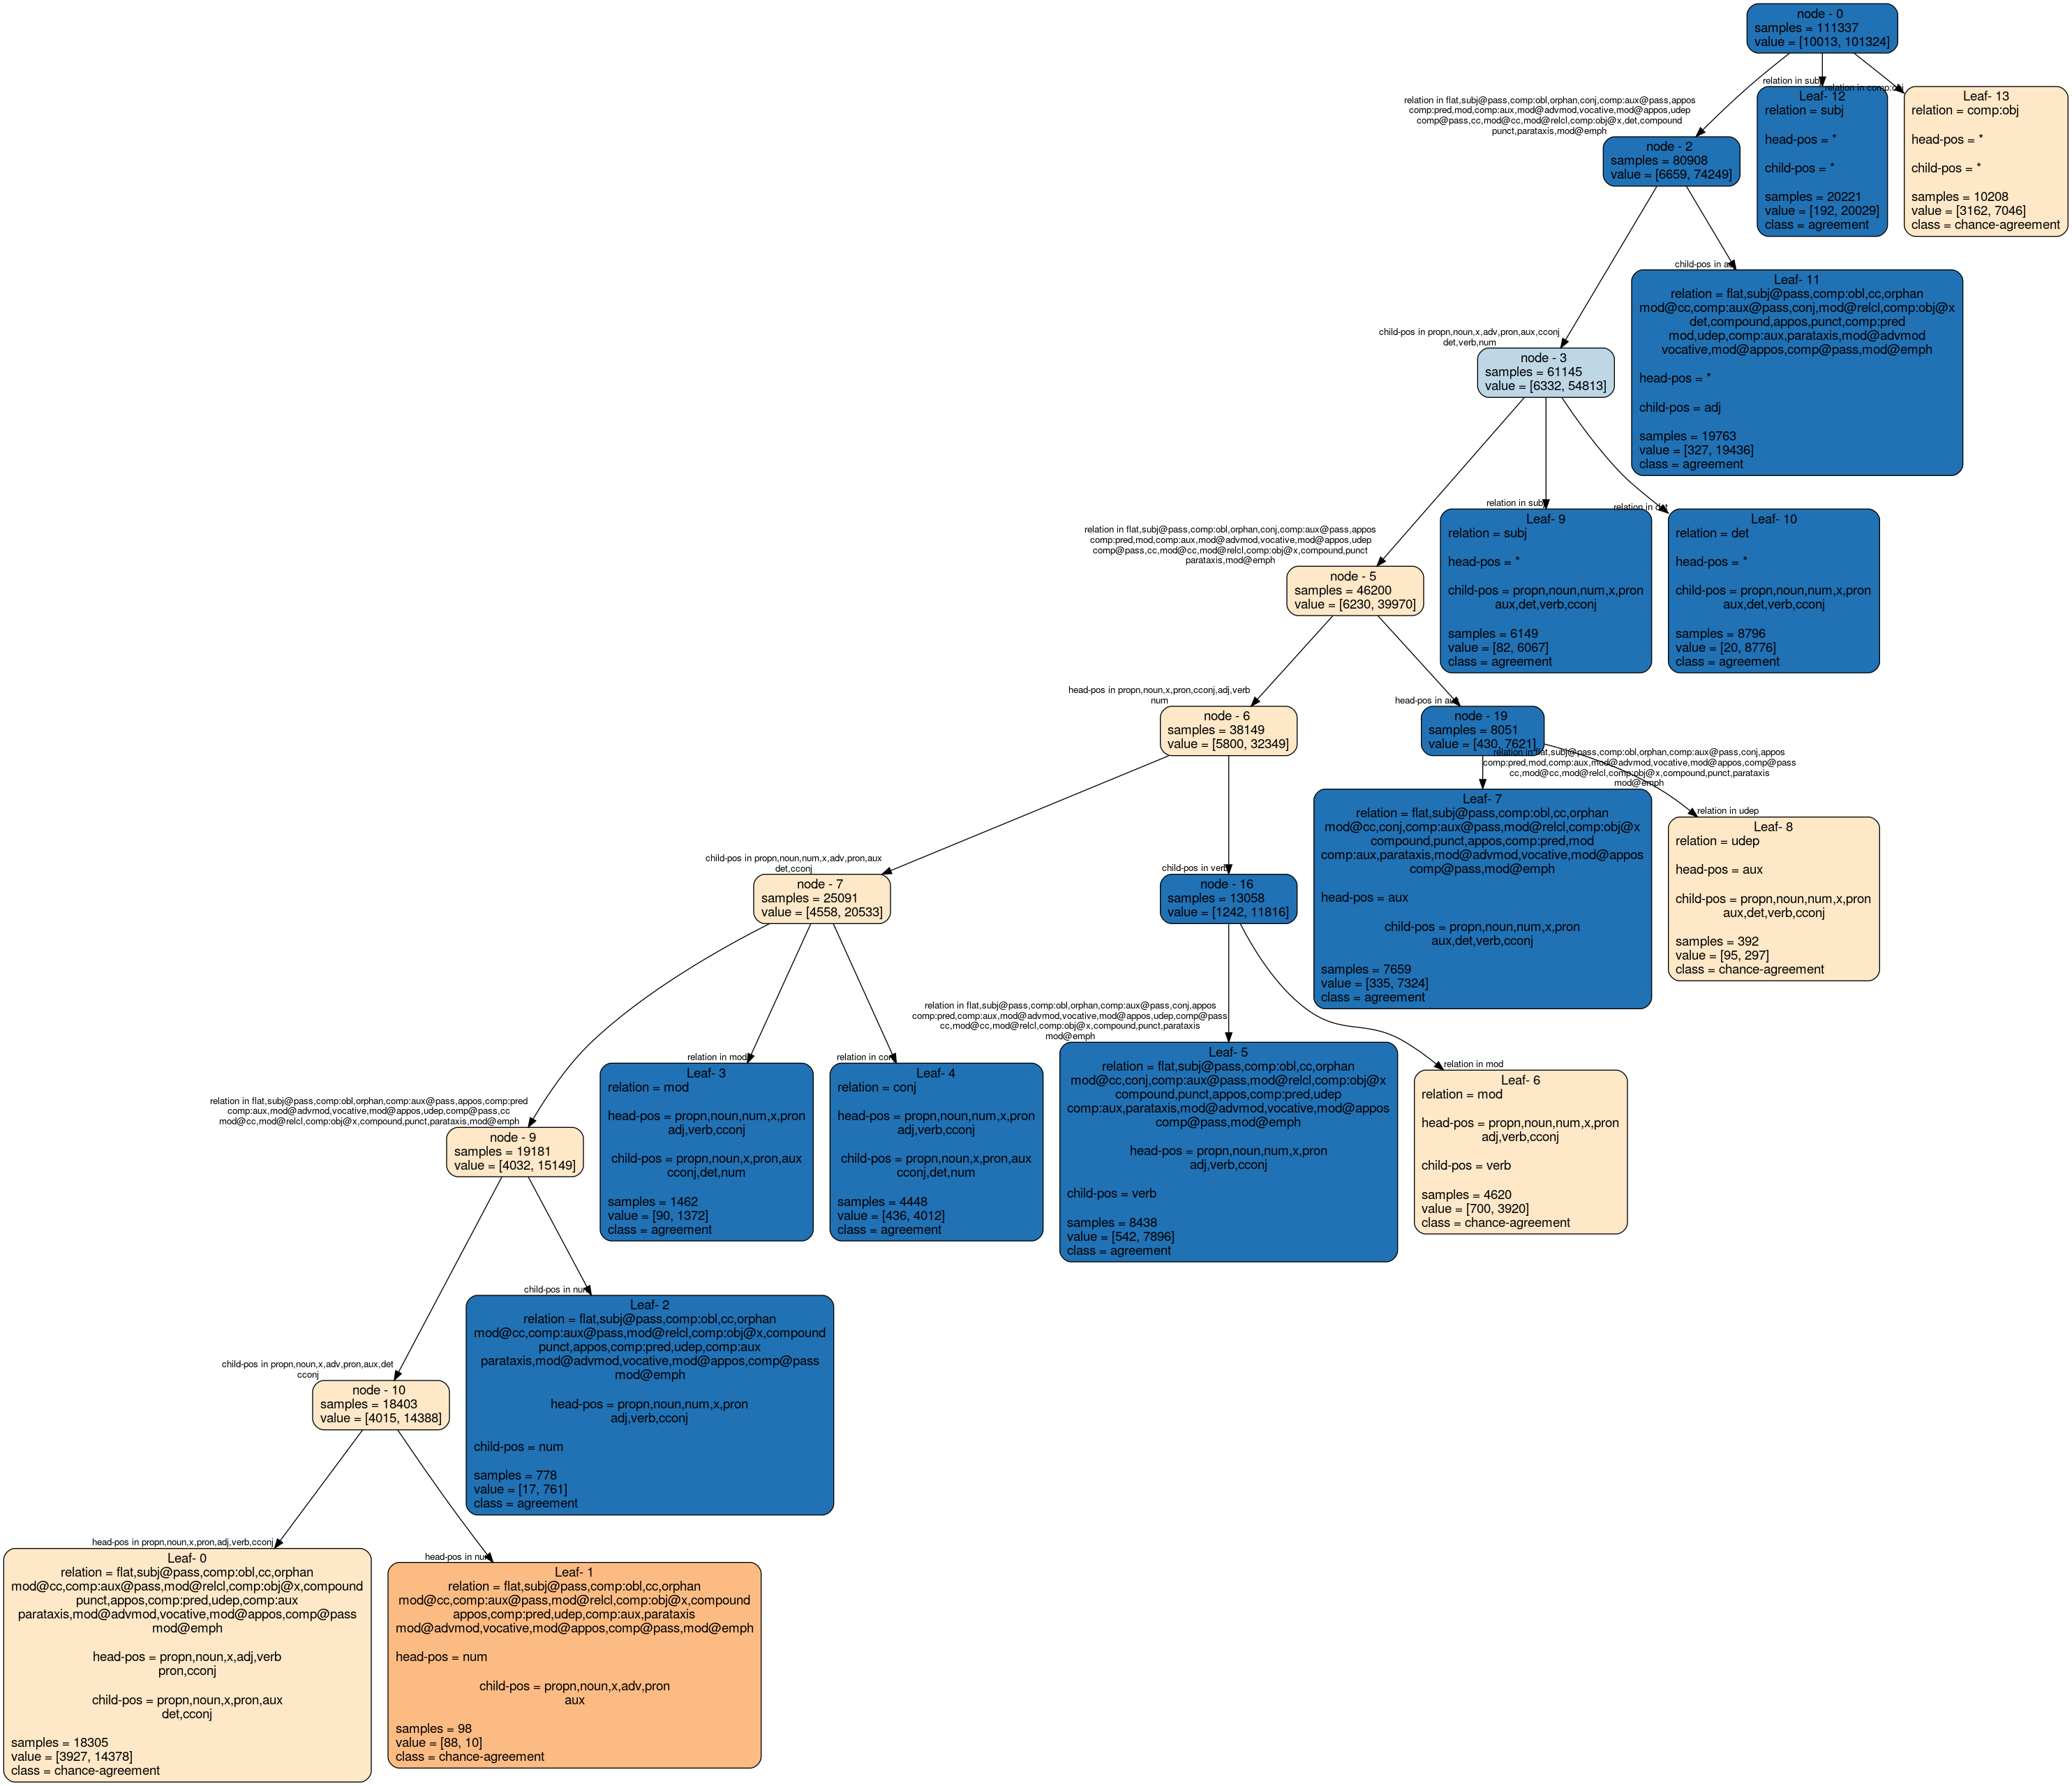 node - 0
samples = 111337
value = [10013, 101324]
relation in subj
relation in comp:obj
relation in flat,subj@pass,comp:obl,orphan,conj,comp:aux@pass,appos
comp:pred,mod,comp:aux,mod@advmod,vocative,mod@appos,udep
comp@pass,cc,mod@cc,mod@relcl,comp:obj@x,det,compound
punct,parataxis,mod@emph
Leaf- 12
relation = subj
head-pos = *
child-pos = *
samples = 20221
value = [192, 20029]
class = agreement
Leaf- 13
relation = comp:obj
head-pos = *
child-pos = *
samples = 10208
value = [3162, 7046]
class = chance-agreement
node - 2
samples = 80908
value = [6659, 74249]
child-pos in adj
Leaf- 11
relation = flat,subj@pass,comp:obl,cc,orphan
mod@cc,comp:aux@pass,conj,mod@relcl,comp:obj@x
det,compound,appos,punct,comp:pred
mod,udep,comp:aux,parataxis,mod@advmod
vocative,mod@appos,comp@pass,mod@emph
head-pos = *
child-pos = adj
samples = 19763
value = [327, 19436]
class = agreement
child-pos in propn,noun,x,adv,pron,aux,cconj
det,verb,num
node - 3
samples = 61145
value = [6332, 54813]
relation in subj
relation in det
Leaf- 9
relation = subj
head-pos = *
child-pos = propn,noun,num,x,pron
aux,det,verb,cconj
samples = 6149
value = [82, 6067]
class = agreement
Leaf- 10
relation = det
head-pos = *
child-pos = propn,noun,num,x,pron
aux,det,verb,cconj
samples = 8796
value = [20, 8776]
class = agreement
relation in flat,subj@pass,comp:obl,orphan,conj,comp:aux@pass,appos
comp:pred,mod,comp:aux,mod@advmod,vocative,mod@appos,udep
comp@pass,cc,mod@cc,mod@relcl,comp:obj@x,compound,punct
parataxis,mod@emph
node - 5
samples = 46200
value = [6230, 39970]
head-pos in propn,noun,x,pron,cconj,adj,verb
num
head-pos in aux
node - 6
samples = 38149
value = [5800, 32349]
node - 19
samples = 8051
value = [430, 7621]
relation in flat,subj@pass,comp:obl,orphan,comp:aux@pass,conj,appos
comp:pred,mod,comp:aux,mod@advmod,vocative,mod@appos,comp@pass
cc,mod@cc,mod@relcl,comp:obj@x,compound,punct,parataxis
mod@emph
relation in udep
Leaf- 7
relation = flat,subj@pass,comp:obl,cc,orphan
mod@cc,conj,comp:aux@pass,mod@relcl,comp:obj@x
compound,punct,appos,comp:pred,mod
comp:aux,parataxis,mod@advmod,vocative,mod@appos
comp@pass,mod@emph
head-pos = aux
child-pos = propn,noun,num,x,pron
aux,det,verb,cconj
samples = 7659
value = [335, 7324]
class = agreement
Leaf- 8
relation = udep
head-pos = aux
child-pos = propn,noun,num,x,pron
aux,det,verb,cconj
samples = 392
value = [95, 297]
class = chance-agreement
child-pos in propn,noun,num,x,adv,pron,aux
det,cconj
child-pos in verb
node - 7
samples = 25091
value = [4558, 20533]
node - 16
samples = 13058
value = [1242, 11816]
relation in flat,subj@pass,comp:obl,orphan,comp:aux@pass,conj,appos
comp:pred,comp:aux,mod@advmod,vocative,mod@appos,udep,comp@pass
cc,mod@cc,mod@relcl,comp:obj@x,compound,punct,parataxis
mod@emph
relation in mod
relation in conj
relation in mod
Leaf- 3
relation = mod
head-pos = propn,noun,num,x,pron
adj,verb,cconj
child-pos = propn,noun,x,pron,aux
cconj,det,num
samples = 1462
value = [90, 1372]
class = agreement
Leaf- 4
relation = conj
head-pos = propn,noun,num,x,pron
adj,verb,cconj
child-pos = propn,noun,x,pron,aux
cconj,det,num
samples = 4448
value = [436, 4012]
class = agreement
Leaf- 5
relation = flat,subj@pass,comp:obl,cc,orphan
mod@cc,conj,comp:aux@pass,mod@relcl,comp:obj@x
compound,punct,appos,comp:pred,udep
comp:aux,parataxis,mod@advmod,vocative,mod@appos
comp@pass,mod@emph
head-pos = propn,noun,num,x,pron
adj,verb,cconj
child-pos = verb
samples = 8438
value = [542, 7896]
class = agreement
Leaf- 6
relation = mod
head-pos = propn,noun,num,x,pron
adj,verb,cconj
child-pos = verb
samples = 4620
value = [700, 3920]
class = chance-agreement
relation in flat,subj@pass,comp:obl,orphan,comp:aux@pass,appos,comp:pred
comp:aux,mod@advmod,vocative,mod@appos,udep,comp@pass,cc
mod@cc,mod@relcl,comp:obj@x,compound,punct,parataxis,mod@emph
node - 9
samples = 19181
value = [4032, 15149]
child-pos in num
Leaf- 2
relation = flat,subj@pass,comp:obl,cc,orphan
mod@cc,comp:aux@pass,mod@relcl,comp:obj@x,compound
punct,appos,comp:pred,udep,comp:aux
parataxis,mod@advmod,vocative,mod@appos,comp@pass
mod@emph
head-pos = propn,noun,num,x,pron
adj,verb,cconj
child-pos = num
samples = 778
value = [17, 761]
class = agreement
child-pos in propn,noun,x,adv,pron,aux,det
cconj
node - 10
samples = 18403
value = [4015, 14388]
head-pos in propn,noun,x,pron,adj,verb,cconj
head-pos in num
Leaf- 0
relation = flat,subj@pass,comp:obl,cc,orphan
mod@cc,comp:aux@pass,mod@relcl,comp:obj@x,compound
punct,appos,comp:pred,udep,comp:aux
parataxis,mod@advmod,vocative,mod@appos,comp@pass
mod@emph
head-pos = propn,noun,x,adj,verb
pron,cconj
child-pos = propn,noun,x,pron,aux
det,cconj
samples = 18305
value = [3927, 14378]
class = chance-agreement
Leaf- 1
relation = flat,subj@pass,comp:obl,cc,orphan
mod@cc,comp:aux@pass,mod@relcl,comp:obj@x,compound
appos,comp:pred,udep,comp:aux,parataxis
mod@advmod,vocative,mod@appos,comp@pass,mod@emph
head-pos = num
child-pos = propn,noun,x,adv,pron
aux
samples = 98
value = [88, 10]
class = chance-agreement